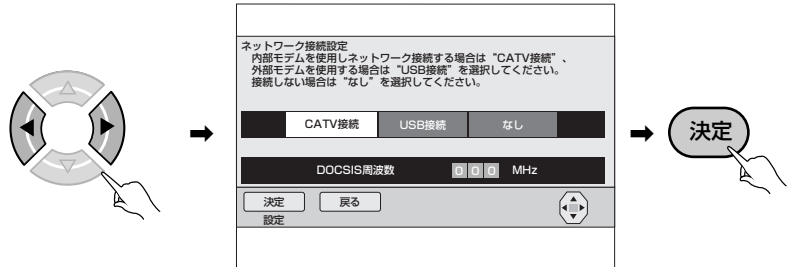 ネットワーク接続設定
内部モデムを使用しネットワーク接続する場合は“CATV接続”、
外部モデムを使用する場合は“USB接続”を選択してください。
接続しない場合は“なし”を選択してください。
CATV接続 USB接続 なし
決定
DOCSIS周波数 0 0 0 MHz
決定 戻る
設定